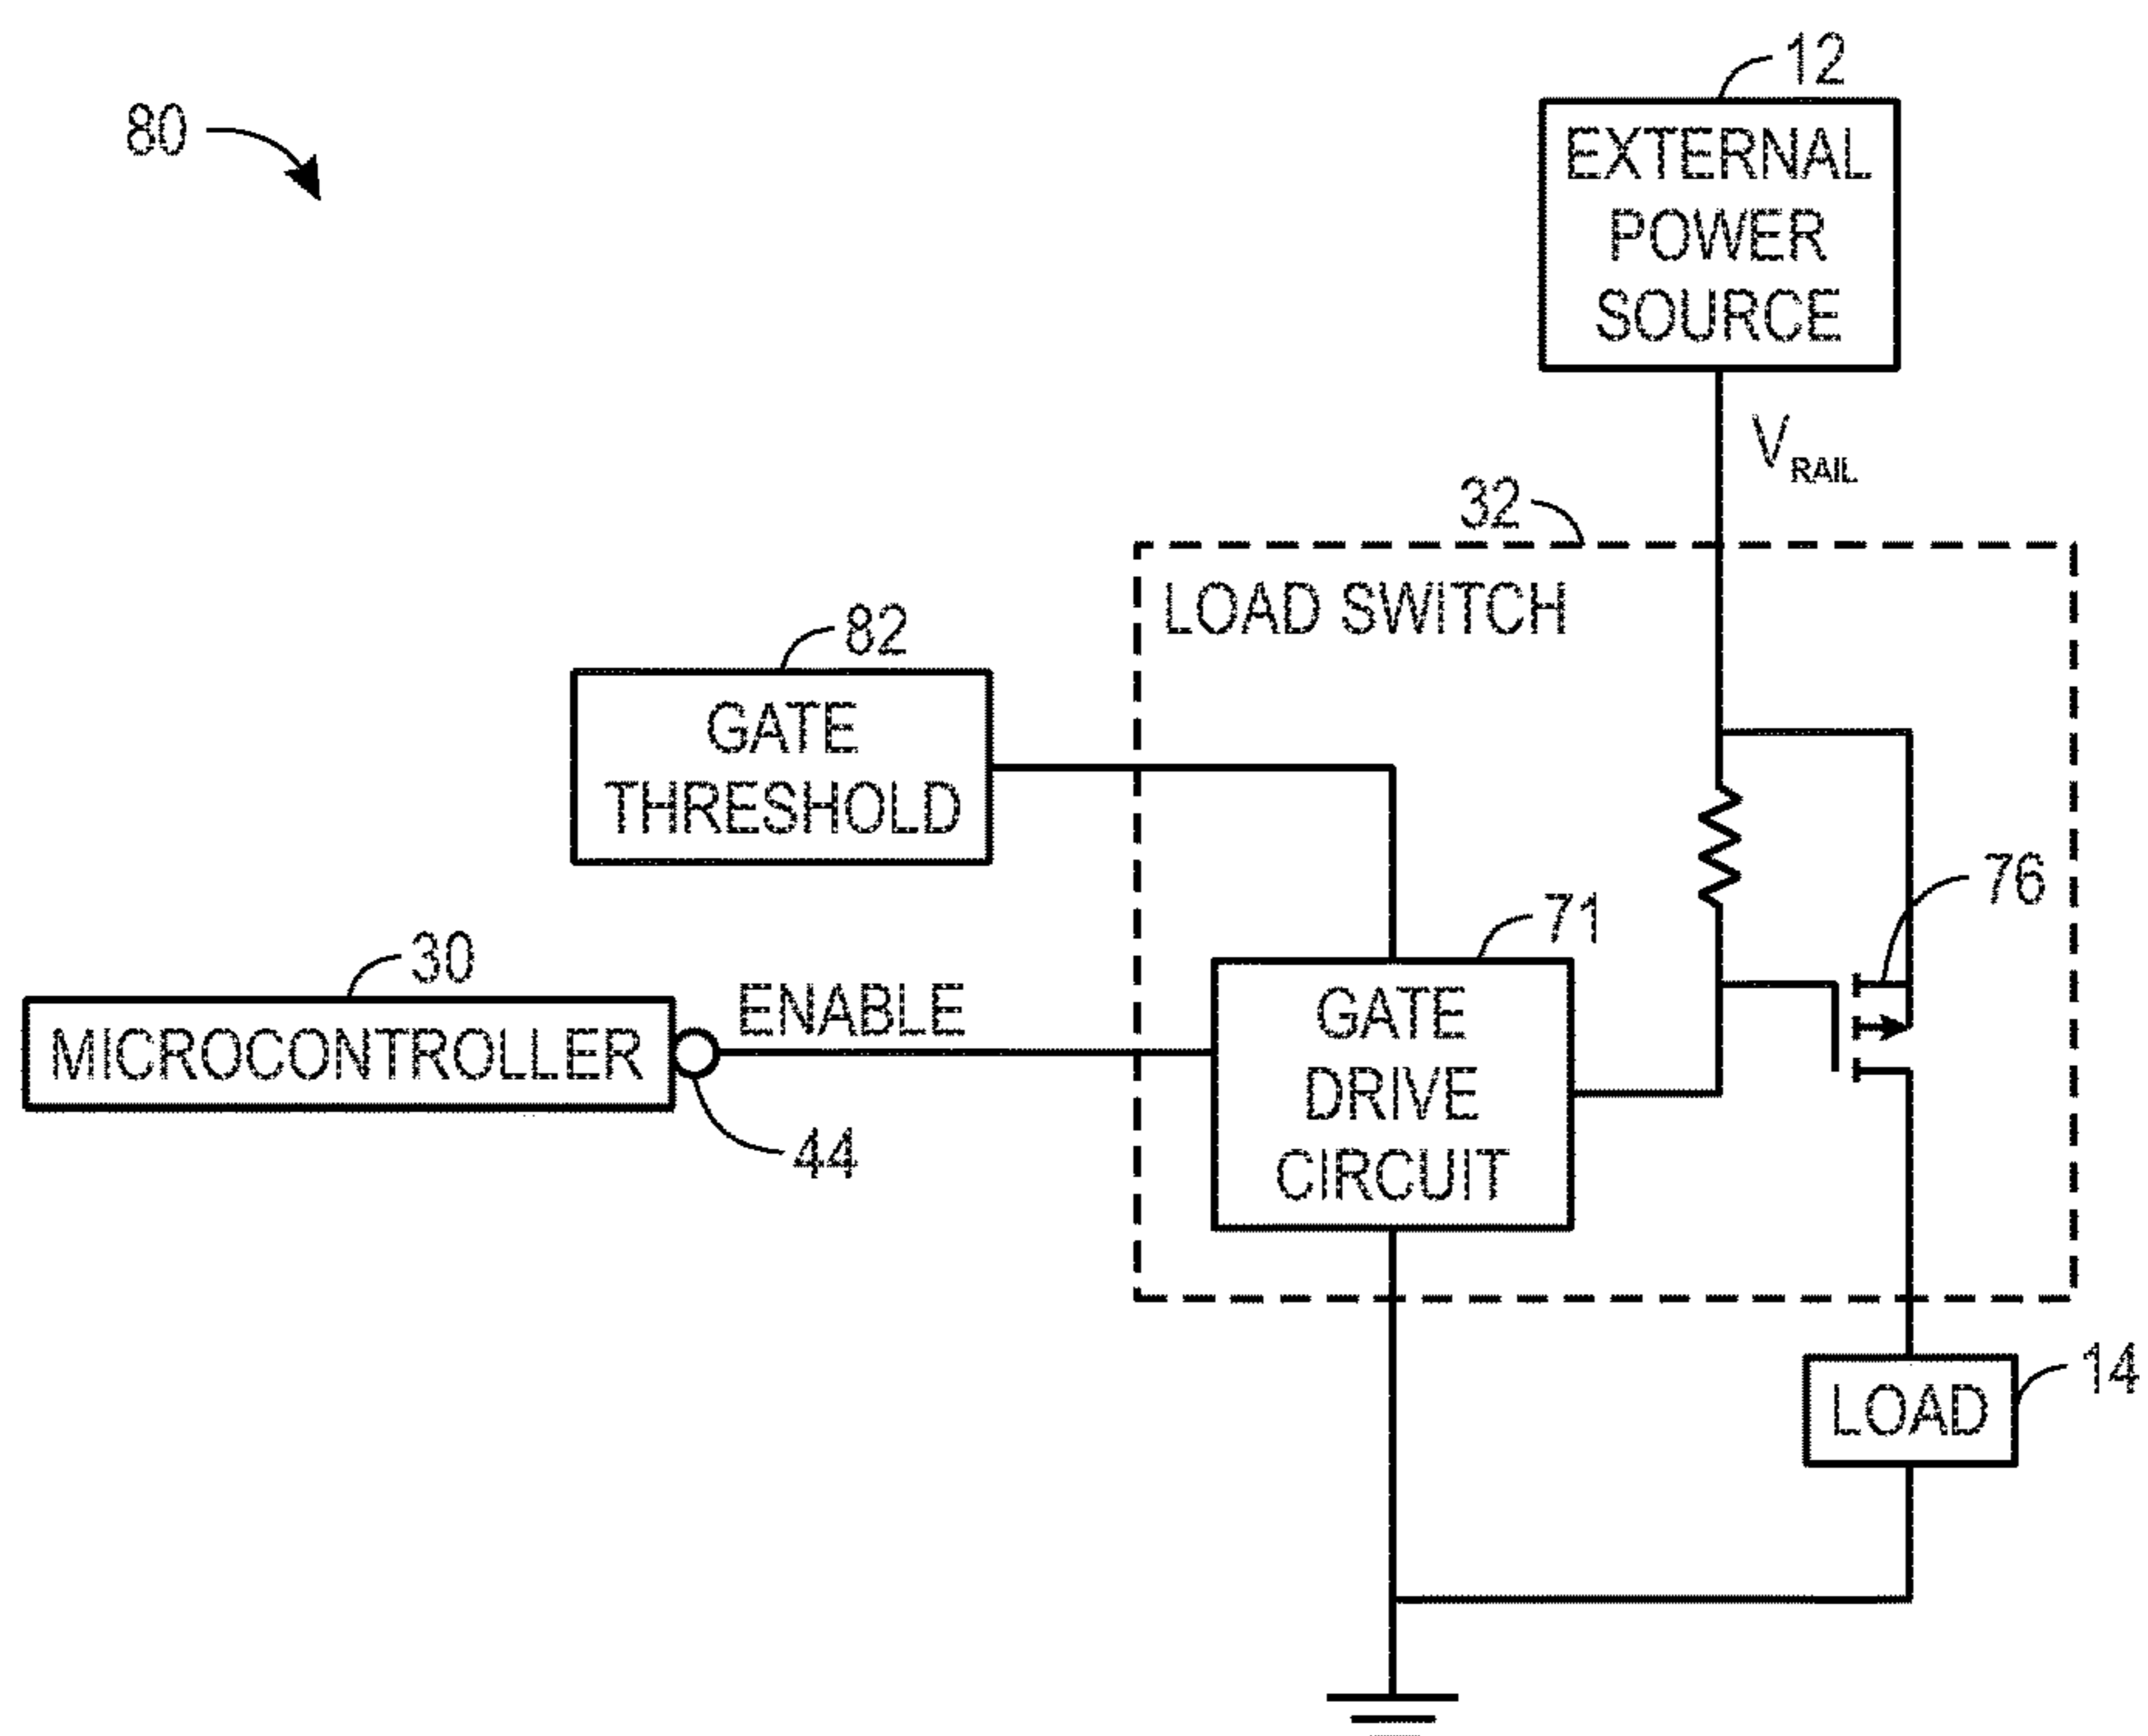 12
80
EXTERNAL
POWER
SOURCE
VRAIL
32
LOAD SWITCH
82
GATE
THRESHOLD
76
71
30
MICROCONTROLLER
ENABLE
GATE
DRIVE
CIRCUIT
44
14
LOAD